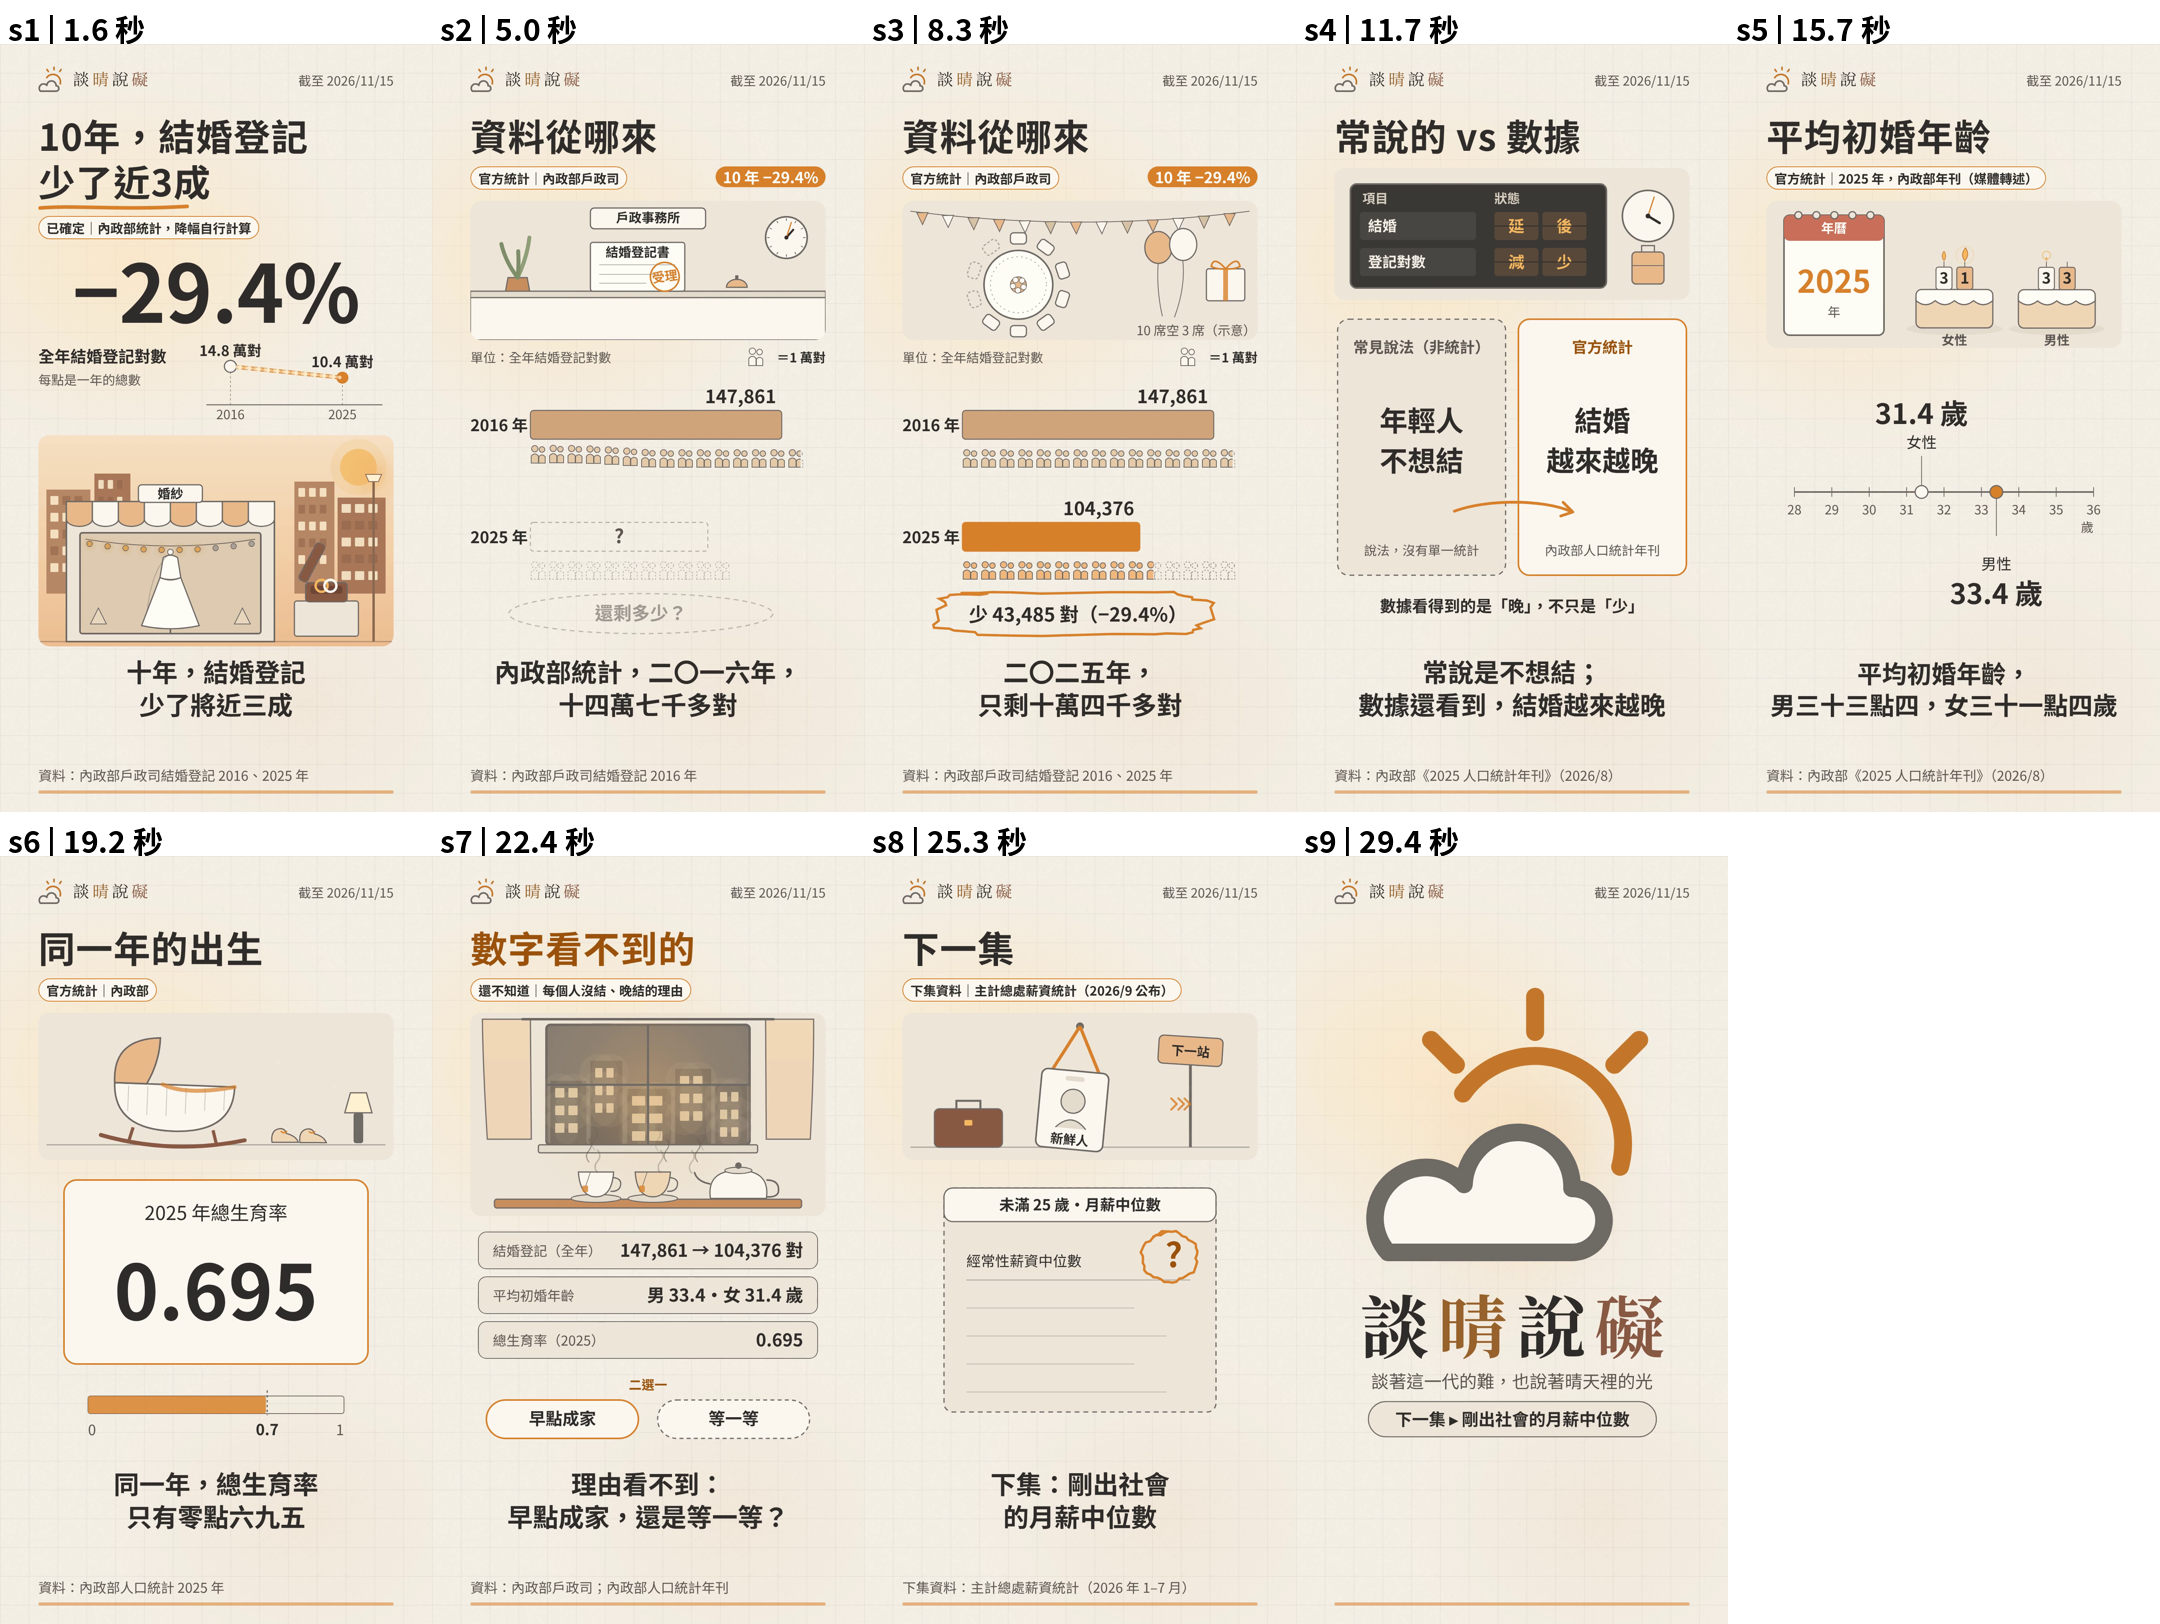 s1 | 1.6 秒
談晴說礙
截至 2026/11/15
10年，結婚登記
少了近3成
已確定｜內政部統計，降幅自行計算
−29.4%
全年結婚登記對數
每點是一年的總數
14.8 萬對
10.4 萬對
2016
2025
婚紗
十年，結婚登記
少了將近三成
資料：內政部戶政司結婚登記 2016、2025 年
s2 | 5.0 秒
談晴說礙
截至 2026/11/15
資料從哪來
官方統計｜內政部戶政司
10 年 −29.4%
戶政事務所
結婚登記書
受理
單位：全年結婚登記對數
＝1 萬對
147,861
2016 年
2025 年
?
還剩多少？
內政部統計，二〇一六年，
十四萬七千多對
資料：內政部戶政司結婚登記 2016 年
s3 | 8.3 秒
談晴說礙
截至 2026/11/15
資料從哪來
官方統計｜內政部戶政司
10 年 −29.4%
10 席空 3 席（示意）
單位：全年結婚登記對數
＝1 萬對
147,861
2016 年
104,376
2025 年
少 43,485 對（−29.4%）
二〇二五年，
只剩十萬四千多對
資料：內政部戶政司結婚登記 2016、2025 年
s4 | 11.7 秒
談晴說礙
截至 2026/11/15
常說的 vs 數據
項目 狀態
結婚 延後
登記對數 減少
常見說法（非統計）
年輕人
不想結
說法，沒有單一統計
官方統計
結婚
越來越晚
內政部人口統計年刊
數據看得到的是「晚」，不只是「少」
常說是不想結；
數據還看到，結婚越來越晚
資料：內政部《2025 人口統計年刊》（2026/8）
s5 | 15.7 秒
談晴說礙
截至 2026/11/15
平均初婚年齡
官方統計｜2025 年，內政部年刊（媒體轉述）
年曆
2025
年
3 1
女性
3 3
男性
31.4 歲
女性
28 29 30 31 32 33 34 35 36
歲
男性
33.4 歲
平均初婚年齡，
男三十三點四，女三十一點四歲
資料：內政部《2025 人口統計年刊》（2026/8）
s6 | 19.2 秒
談晴說礙
截至 2026/11/15
同一年的出生
官方統計｜內政部
2025 年總生育率
0.695
0 0.7 1
同一年，總生育率
只有零點六九五
資料：內政部人口統計 2025 年
s7 | 22.4 秒
談晴說礙
截至 2026/11/15
數字看不到的
還不知道｜每個人沒結、晚結的理由
結婚登記（全年） 147,861 → 104,376 對
平均初婚年齡 男 33.4・女 31.4 歲
總生育率（2025） 0.695
二選一
早點成家 等一等
理由看不到：
早點成家，還是等一等？
資料：內政部戶政司；內政部人口統計年刊
s8 | 25.3 秒
談晴說礙
截至 2026/11/15
下一集
下集資料｜主計總處薪資統計（2026/9 公布）
下一站
新鮮人
未滿 25 歲・月薪中位數
經常性薪資中位數
?
下集：剛出社會
的月薪中位數
下集資料：主計總處薪資統計（2026 年 1–7 月）
s9 | 29.4 秒
談晴說礙
截至 2026/11/15
談晴說礙
談著這一代的難，也說著晴天裡的光
下一集 ▸ 剛出社會的月薪中位數